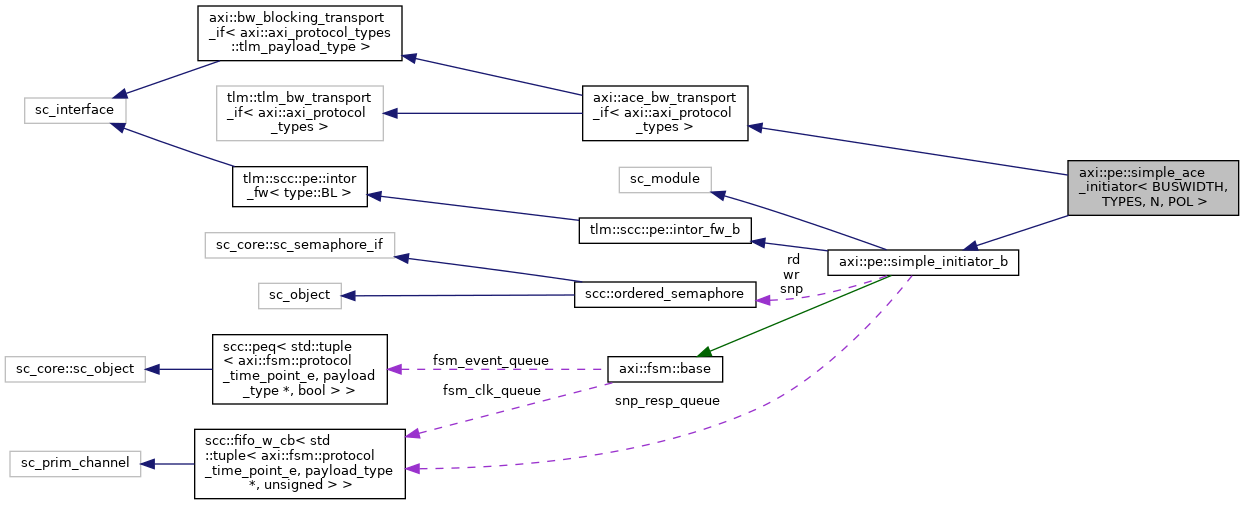 axi::bw_blocking_transport
_if< axi::axi_protocol_types
::tlm_payload_type >
sc_interface
tlm::tlm_bw_transport
_if< axi::axi_protocol
_types >
axi::ace_bw_transport
_if< axi::axi_protocol
_types >
tlm::scc::pe::intor
_fw< type::BL >
sc_module
axi::pe::simple_ace
_initiator< BUSWIDTH,
TYPES, N, POL >
tlm::scc::pe::intor_fw_b
sc_core::sc_semaphore_if
axi::pe::simple_initiator_b
rd
wr
snp
sc_object
scc::ordered_semaphore
scc::peq< std::tuple
< axi::fsm::protocol
_time_point_e, payload
_type *, bool > >
sc_core::sc_object
fsm_event_queue
axi::fsm::base
fsm_clk_queue
snp_resp_queue
scc::fifo_w_cb< std
::tuple< axi::fsm::protocol
_time_point_e, payload_type
*, unsigned > >
sc_prim_channel